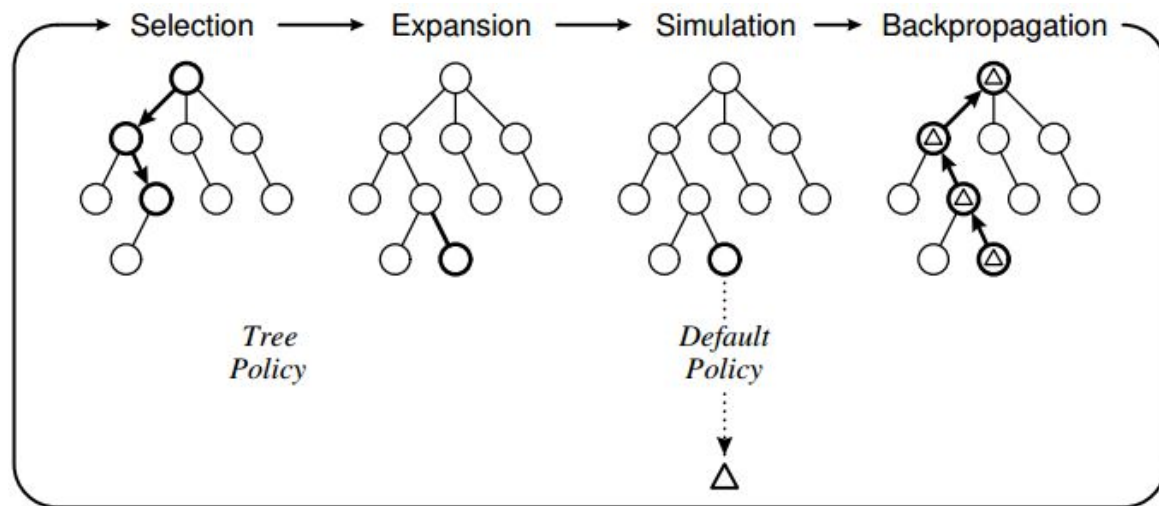 Selection Expansion Simulation Backpropagation
Tree
Policy
Default
Policy